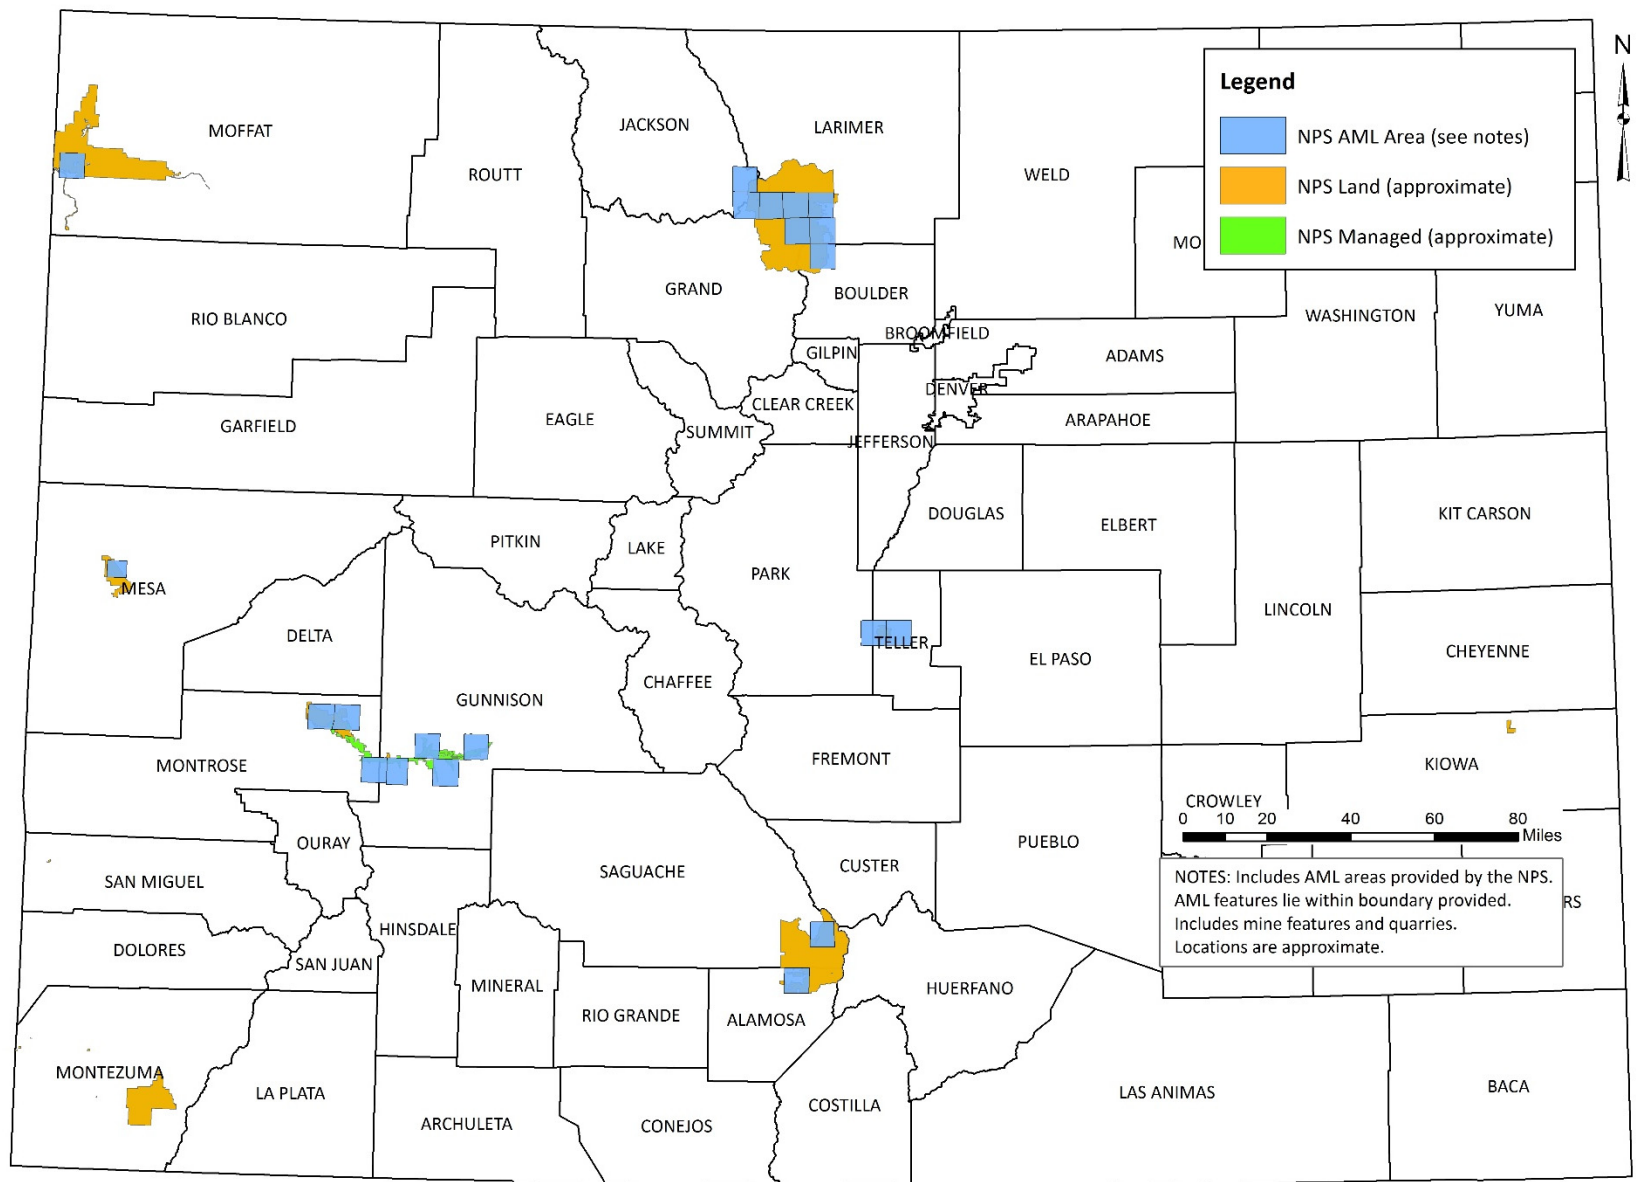 N
Legend
NPS AML Area (see notes)
NPS Land (approximate)
NPS Managed (approximate)
MOFFAT
JACKSON
LARIMER
ROUTT
WELD
MO
GRAND
BOULDER
RIO BLANCO
WASHINGTON
YUMA
BROOMFIELD
GILPIN
ADAMS
DENVER
CLEAR CREEK
GARFIELD
EAGLE
SUMMIT
ARAPAHOE
JEFFERSON
DOUGLAS
KIT CARSON
ELBERT
PITKIN
LAKE
PARK
MESA
LINCOLN
DELTA
TELLER
CHEYENNE
EL PASO
CHAFFEE
GUNNISON
MONTROSE
FREMONT
KIOWA
CROWLEY
0 10 20 40 60 80
Miles
OURAY
PUEBLO
CUSTER
SAGUACHE
SAN MIGUEL
NOTES: Includes AML areas provided by the NPS.
AML features lie within boundary provided.
Includes mine features and quarries.
Locations are approximate.
RS
HINSDALE
DOLORES
SAN JUAN
MINERAL
HUERFANO
RIO GRANDE
ALAMOSA
MONTEZUMA
LA PLATA
LAS ANIMAS
BACA
COSTILLA
ARCHULETA
CONEJOS